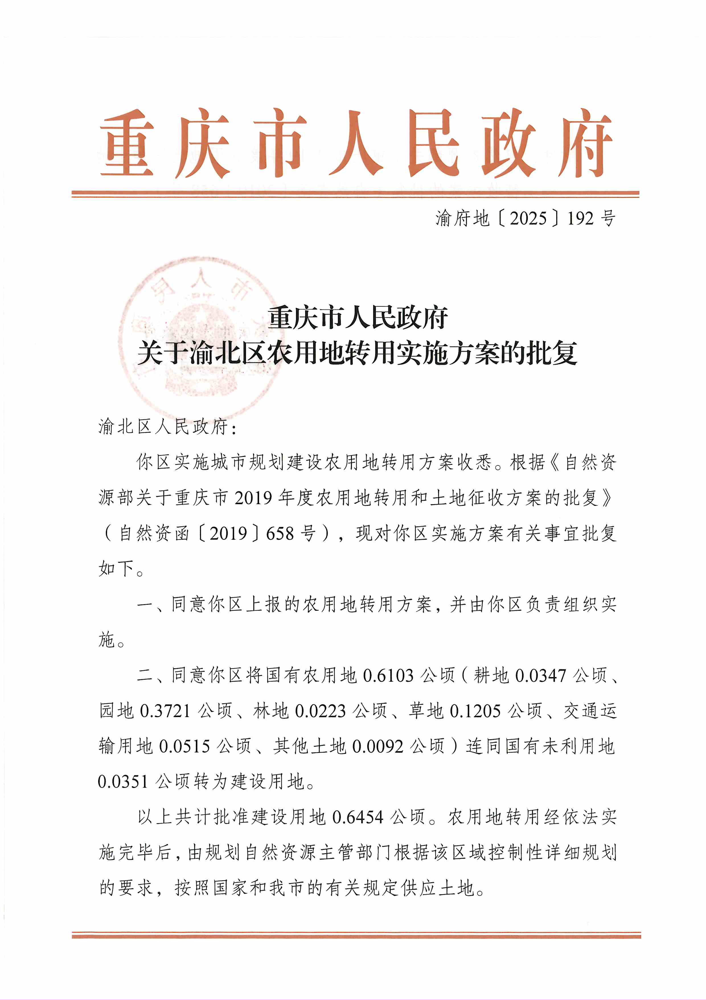 重庆市人民政府
渝府地〔2025〕192 号
重庆市人民政府
关于渝北区农用地转用实施方案的批复
渝北区人民政府：
你区实施城市规划建设农用地转用方案收悉。根据《自然资
源部关于重庆市 2019 年度农用地转用和土地征收方案的批复》
（自然资函〔2019〕658 号），现对你区实施方案有关事宜批复
如下。
一、同意你区上报的农用地转用方案，并由你区负责组织实
施。
二、同意你区将国有农用地 0.6103 公顷（耕地 0.0347 公顷、
园地 0.3721 公顷、林地 0.0223 公顷、草地 0.1205 公顷、交通运
输用地 0.0515 公顷、其他土地 0.0092 公顷）连同国有未利用地
0.0351 公顷转为建设用地。
以上共计批准建设用地 0.6454 公顷。农用地转用经依法实
施完毕后，由规划自然资源主管部门根据该区域控制性详细规划
的要求，按照国家和我市的有关规定供应土地。